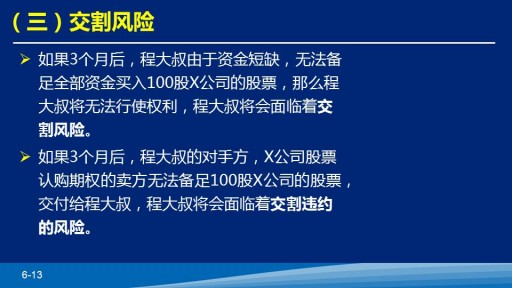 （三）交割风险
➢ 如果3个月后，程大叔由于资金短缺，无法备
足全部资金买入100股X公司的股票，那么程
大叔将无法行使权利，程大叔将会面临着交
割风险。
➢ 如果3个月后，程大叔的对手方，X公司股票
认购期权的卖方无法备足100股X公司的股票，
交付给程大叔，程大叔将会面临着交割违约
的风险。
6-13